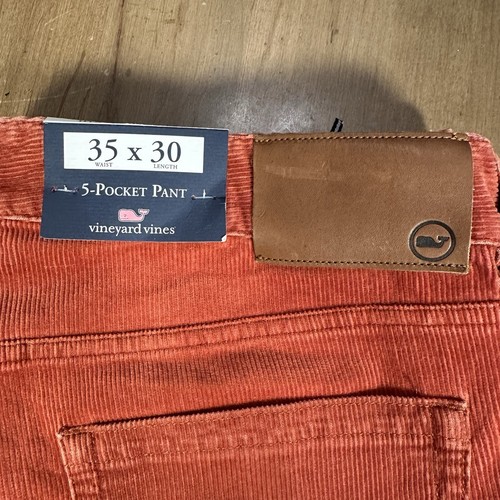 35 x 30
WAIST LENGTH
5-POCKET PANT
vineyard vines